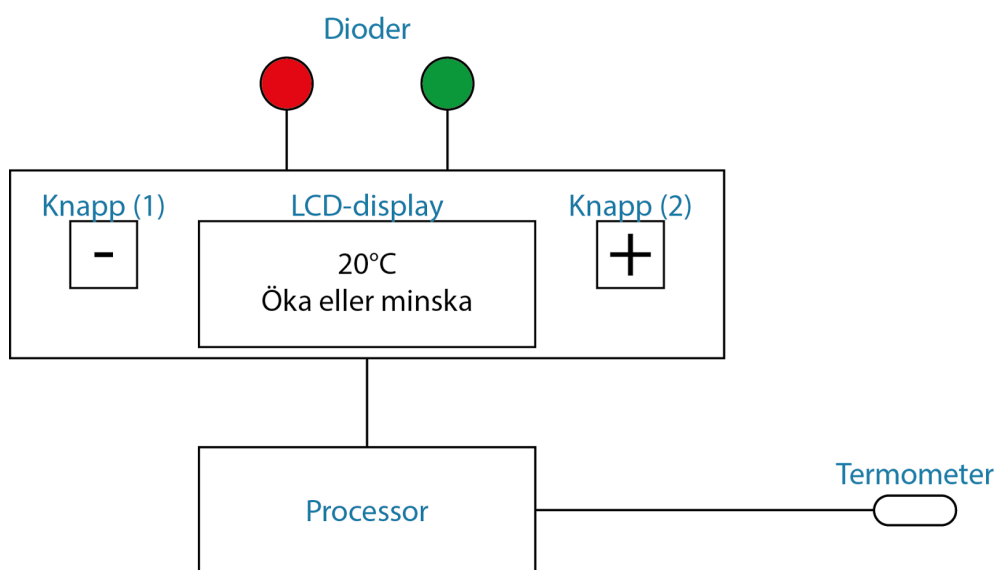 Dioder
Knapp (1)
LCD-display
Knapp (2)
-
20°C
Öka eller minska
+
Termometer
Processor